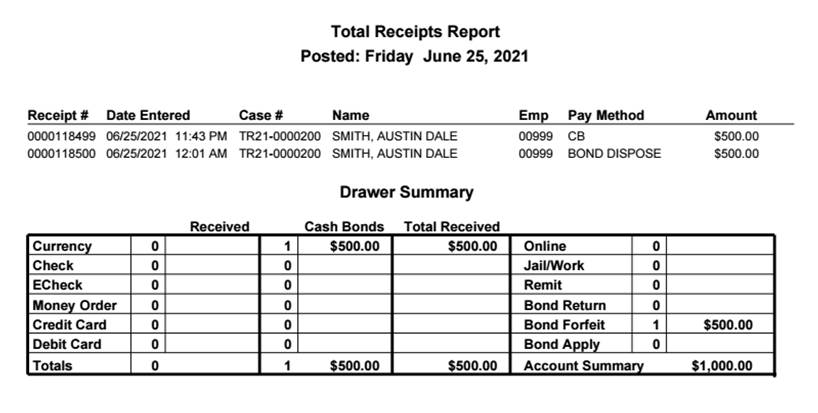 Total Receipts Report
Posted: Friday June 25, 2021
Receipt # Date Entered Case # Name Emp Pay Method Amount
0000118499 06/25/2021 11:43 PM TR21-0000200 SMITH, AUSTIN DALE 00999 CB $500.00
0000118500 06/25/2021 12:01 AM TR21-0000200 SMITH, AUSTIN DALE 00999 BOND DISPOSE $500.00
Drawer Summary
Received Cash Bonds Total Received
Currency 0 1 $500.00 $500.00 Online 0
Check 0 0 Jail/Work 0
ECheck 0 0 Remit 0
Money Order 0 0 Bond Return 0
Credit Card 0 0 Bond Forfeit 1 $500.00
Debit Card 0 0 Bond Apply 0
Totals 0 1 $500.00 $500.00 Account Summary $1,000.00